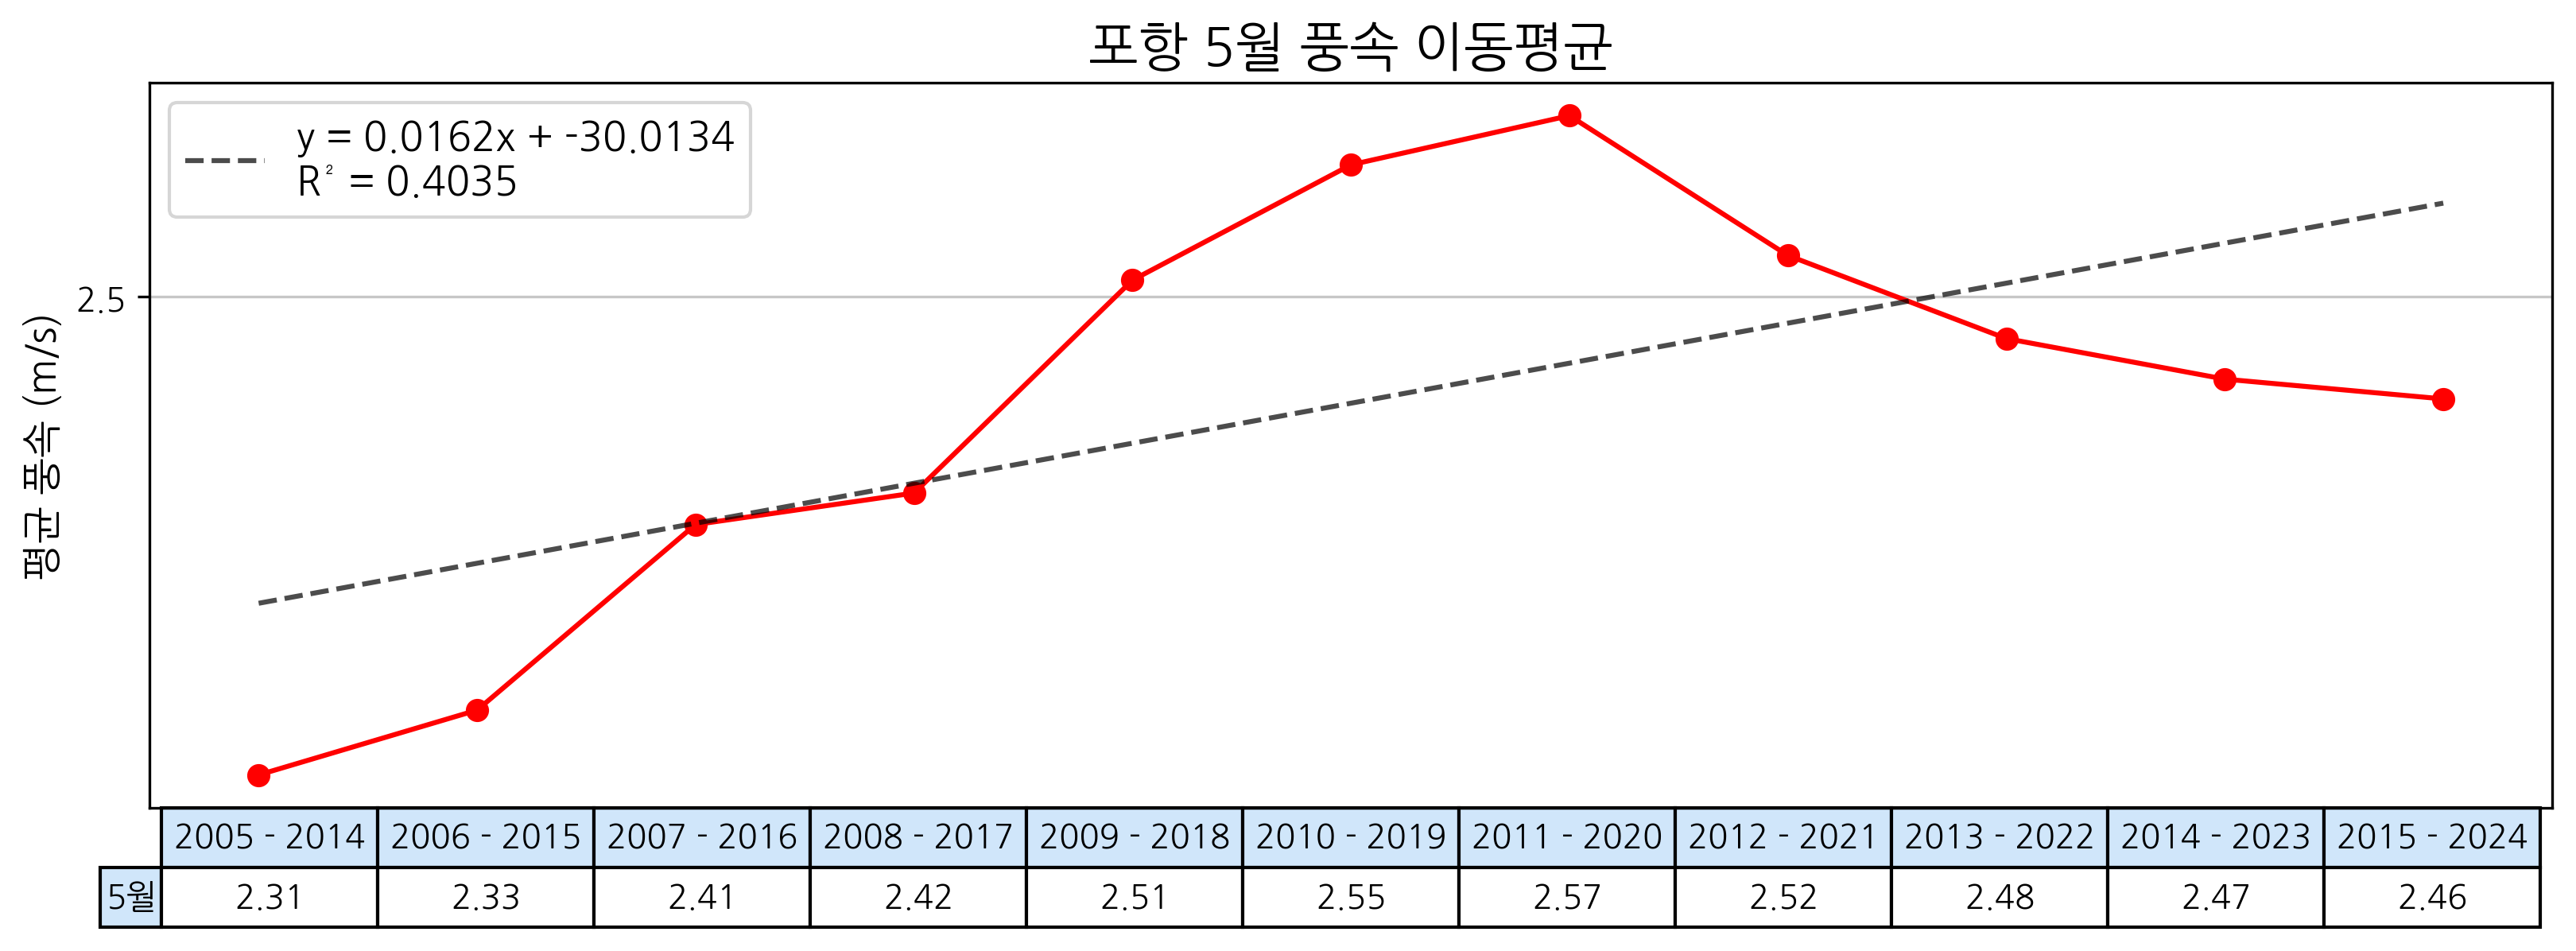 포항 5월 풍속 이동평균
y = 0.0162x + -30.0134
R² = 0.4035
2.5
평균 풍속 (m/s)
2005 - 2014 2006 - 2015 2007 - 2016 2008 - 2017 2009 - 2018 2010 - 2019 2011 - 2020 2012 - 2021 2013 - 2022 2014 - 2023 2015 - 2024
5월 2.31 2.33 2.41 2.42 2.51 2.55 2.57 2.52 2.48 2.47 2.46